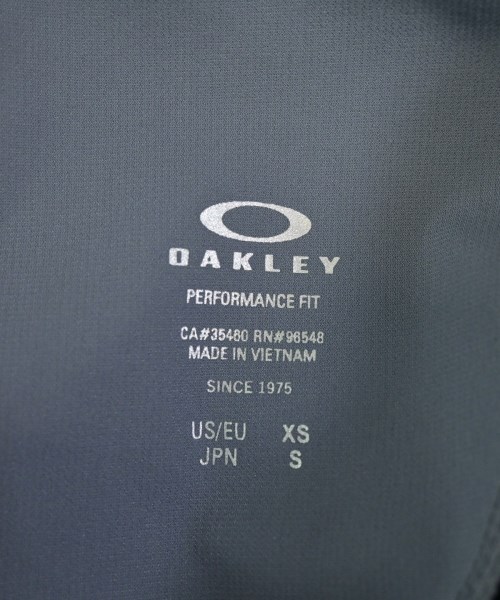 OAKLEY
PERFORMANCE FIT
CA#35480 RN#96548
MADE IN VIETNAM
SINCE 1975
US/EU XS
JPN S